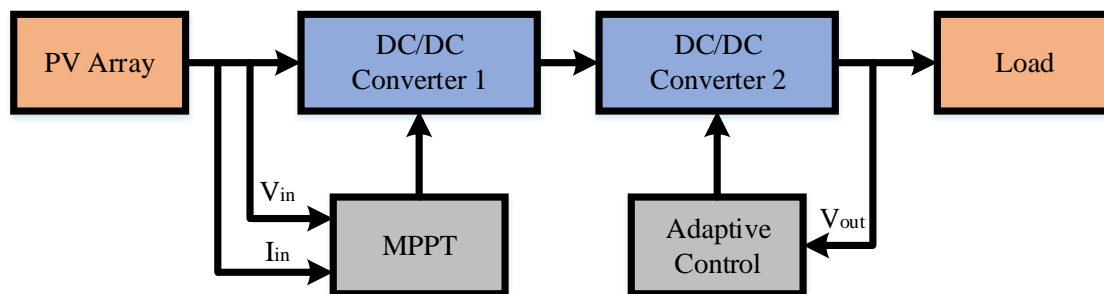 PV Array
DC/DC
Converter 1
DC/DC
Converter 2
Load
Vin
Iin
MPPT
Adaptive
Control
Vout